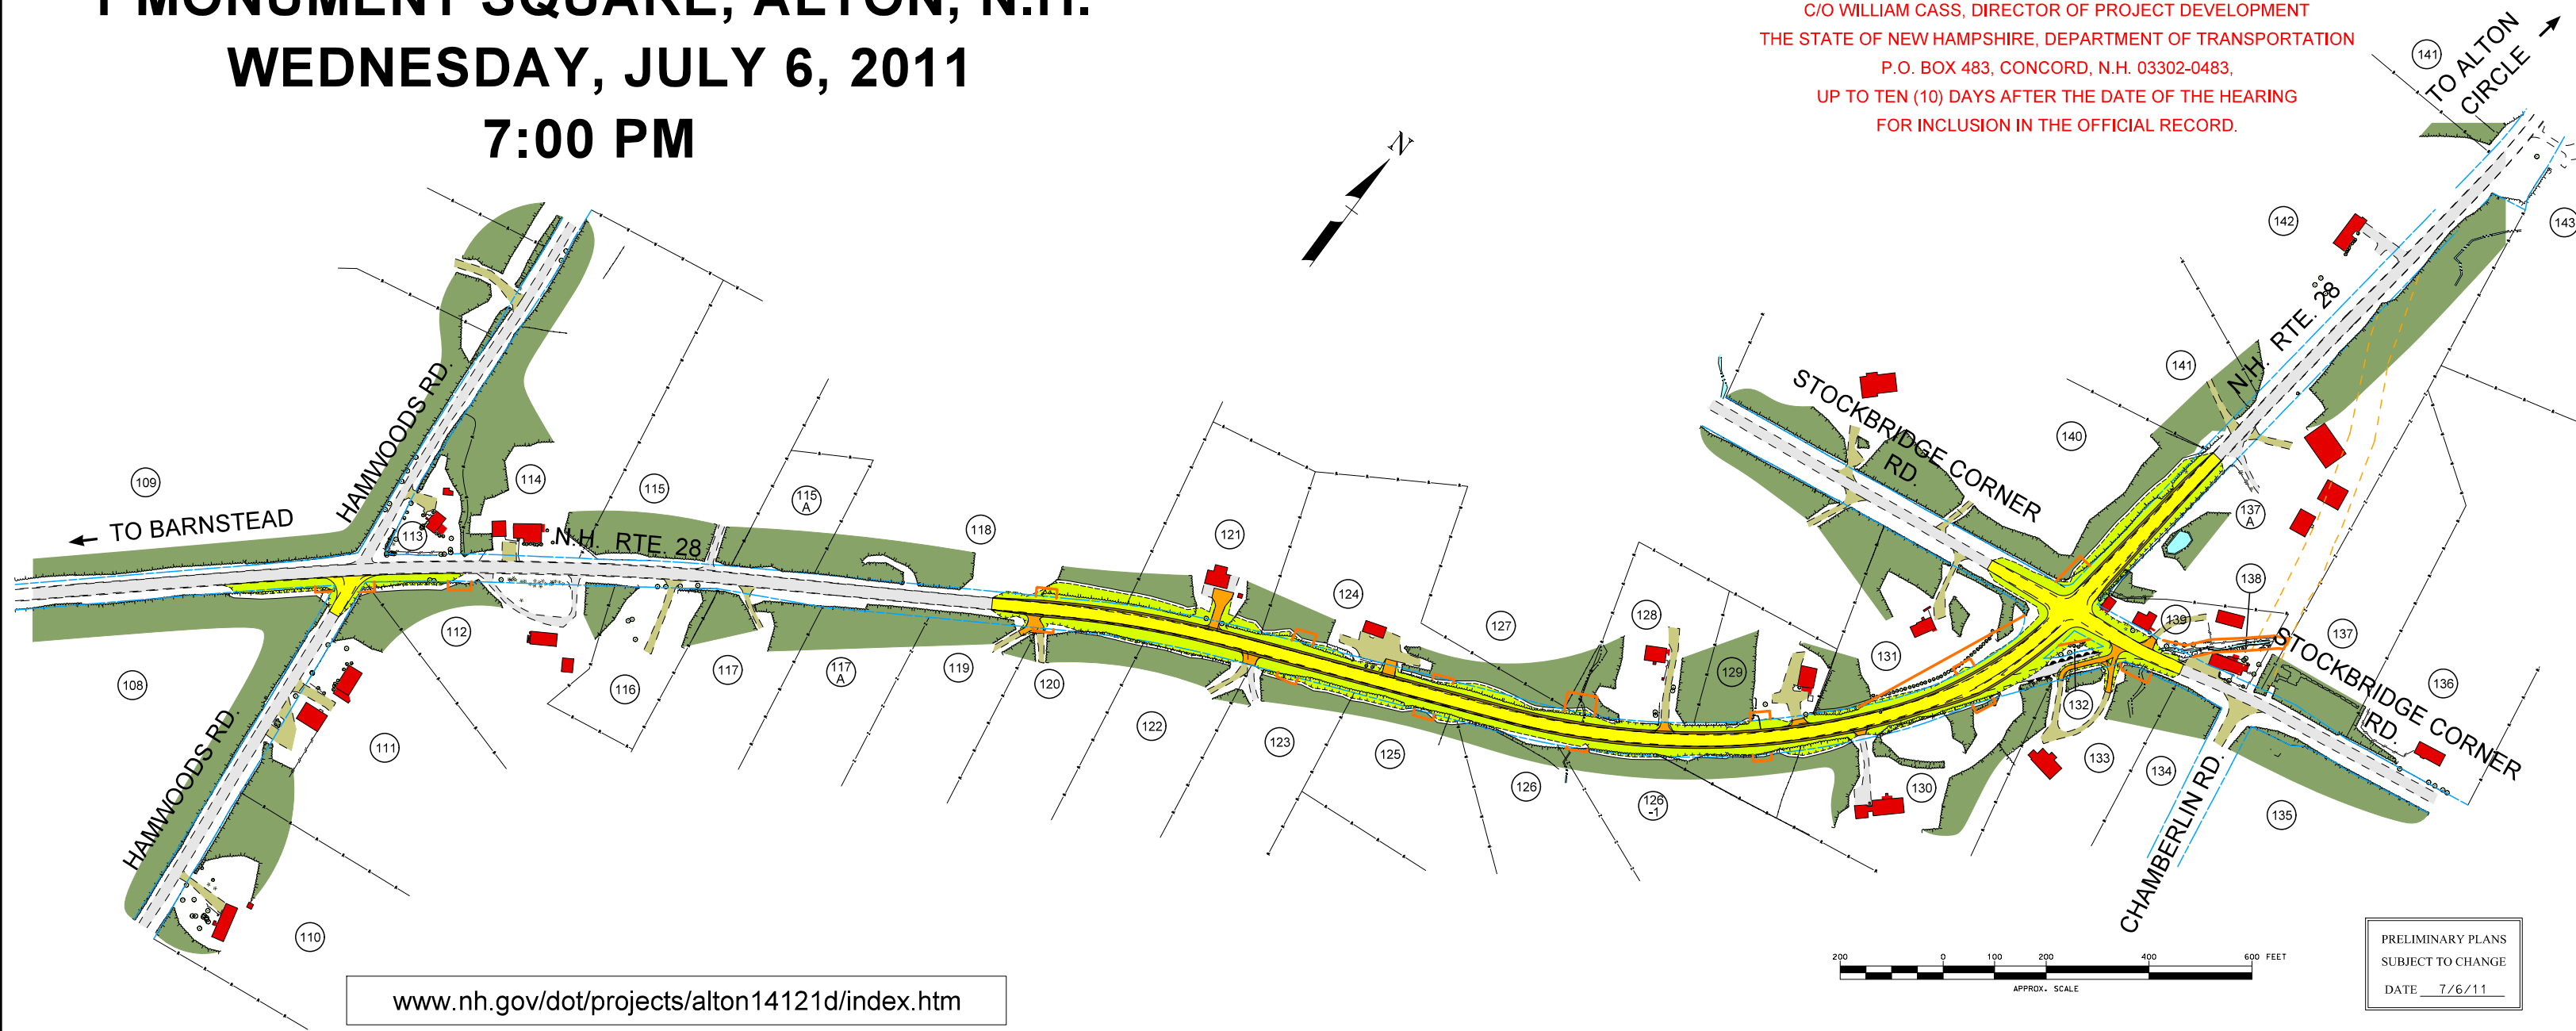 WEDNESDAY, JULY 6, 2011
7:00 PM
C/O WILLIAM CASS, DIRECTOR OF PROJECT DEVELOPMENT
THE STATE OF NEW HAMPSHIRE, DEPARTMENT OF TRANSPORTATION
P.O. BOX 483, CONCORD, N.H. 03302-0483,
UP TO TEN (10) DAYS AFTER THE DATE OF THE HEARING
FOR INCLUSION IN THE OFFICIAL RECORD.
1 MONUMENT SQUARE, ALTON, N.H.
N
141
TO ALTON
CIRCLE
142
143
N.H. RTE. 28
141
140
STOCKBRIDGE CORNER
RD.
137
A
138
139
137
136
STOCKBRIDGE CORNER
RD.
HAMWOODS RD.
109
TO BARNSTEAD
113
114
N.H. RTE. 28
115
115
A
118
121
124
127
128
129
131
132
133
134
135
CHAMBERLIN RD.
108
112
111
116
117
117
A
119
120
122
123
125
126
126
-1
130
HAMWOODS RD.
110
www.nh.gov/dot/projects/alton14121d/index.htm
200 0 100 200 400 600 FEET
APPROX. SCALE
PRELIMINARY PLANS
SUBJECT TO CHANGE
DATE 7/6/11